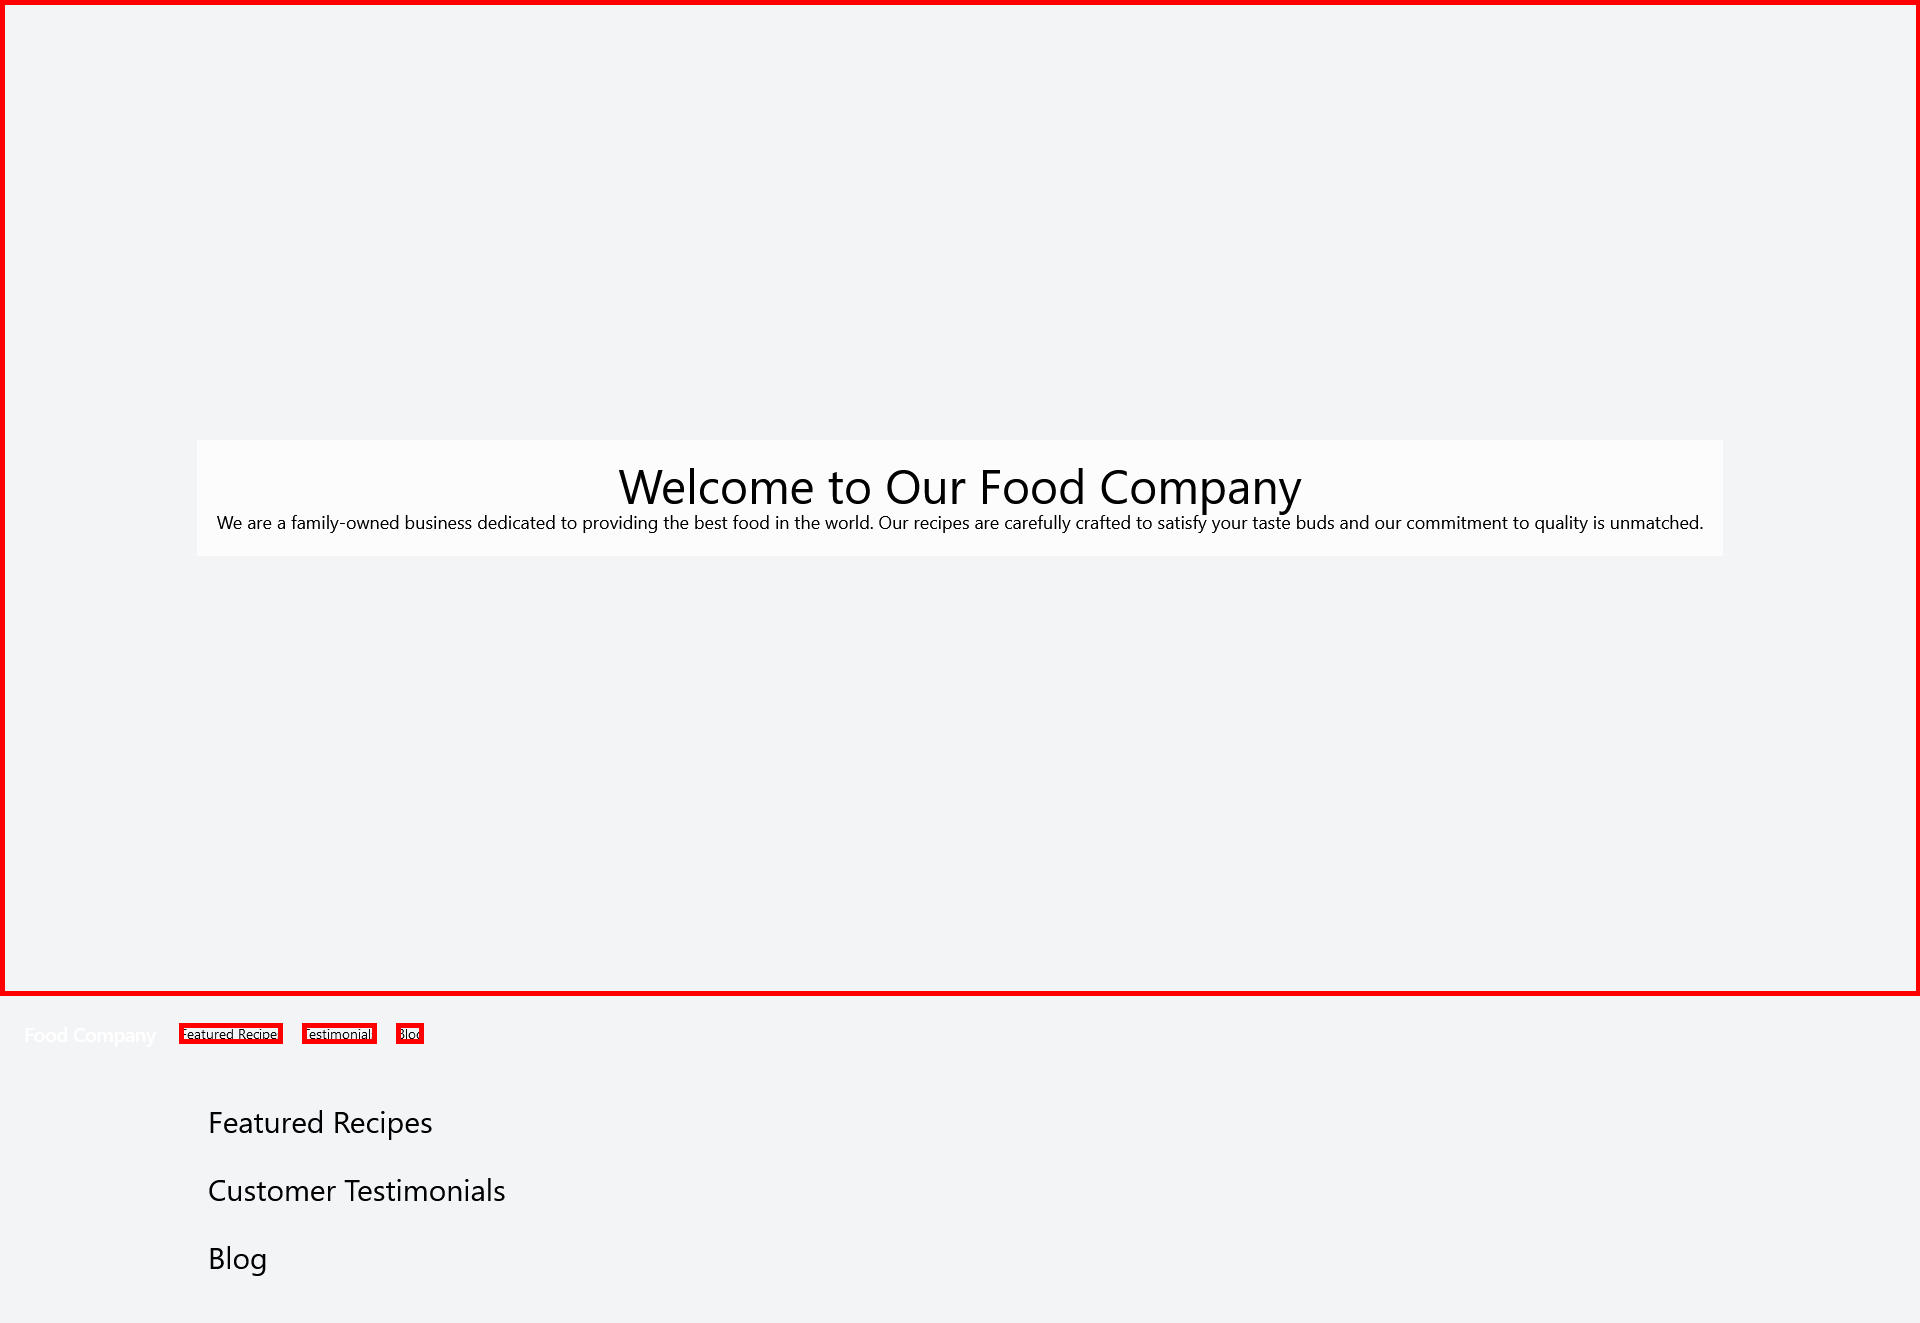 Welcome to Our Food Company
We are a family-owned business dedicated to providing the best food in the world. Our recipes are carefully crafted to satisfy your taste buds and our commitment to quality is unmatched.
Food Company Featured Recipes Testimonials Blog
Featured Recipes
Customer Testimonials
Blog